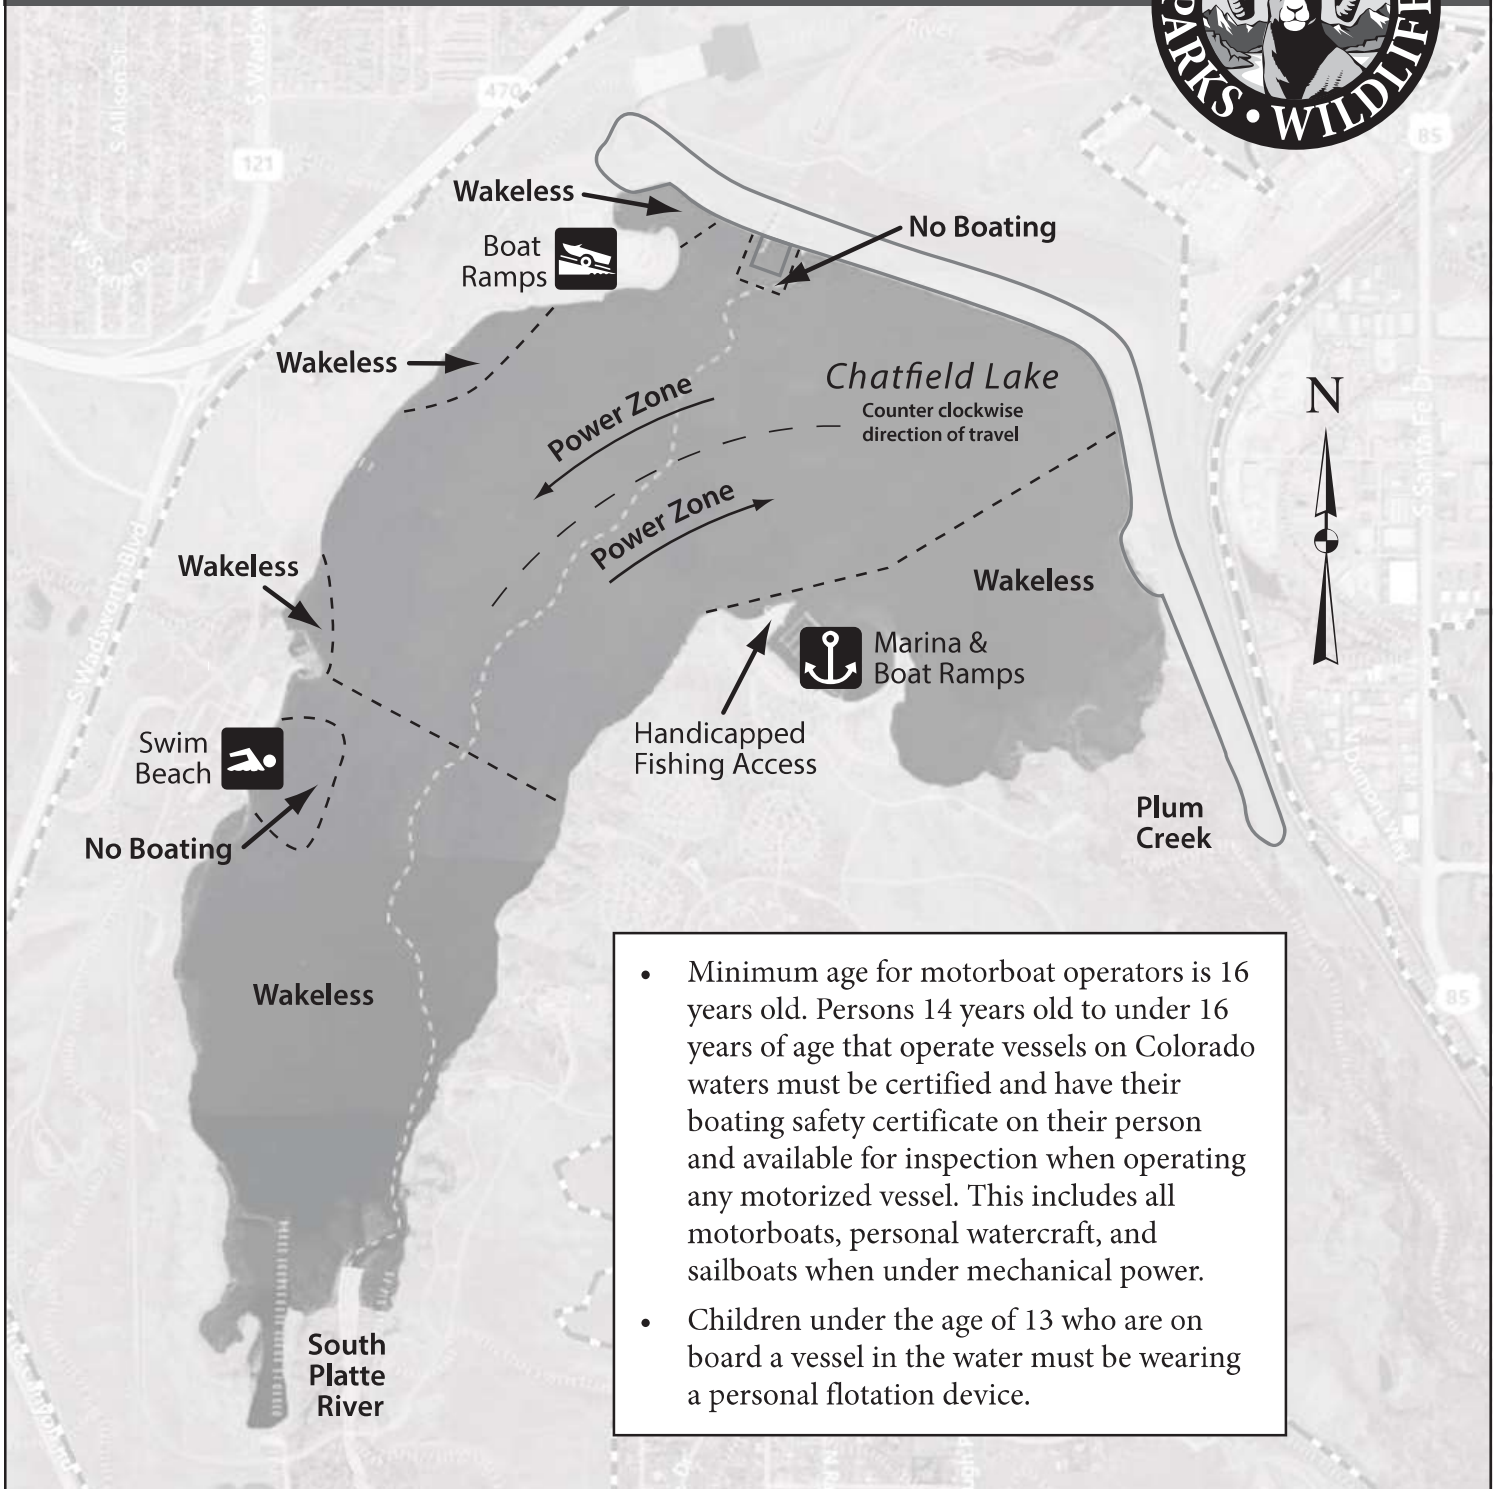 PARKS • WILDLIFE
River
S. Allison St
S Wadsw
470
121
85
Wakeless
No Boating
Boat
Ramps
Wakeless
Chatfield Lake
Counter clockwise
direction of travel
Power Zone
N
Power Zone
Wakeless
Wakeless
S Wadsworth Blvd
Marina &
Boat Ramps
Handicapped
Fishing Access
Swim
Beach
No Boating
Plum
Creek
Wakeless
85
• Minimum age for motorboat operators is 16
years old. Persons 14 years old to under 16
years of age that operate vessels on Colorado
waters must be certified and have their
boating safety certificate on their person
and available for inspection when operating
any motorized vessel. This includes all
motorboats, personal watercraft, and
sailboats when under mechanical power.
• Children under the age of 13 who are on
board a vessel in the water must be wearing
a personal flotation device.
South
Platte
River